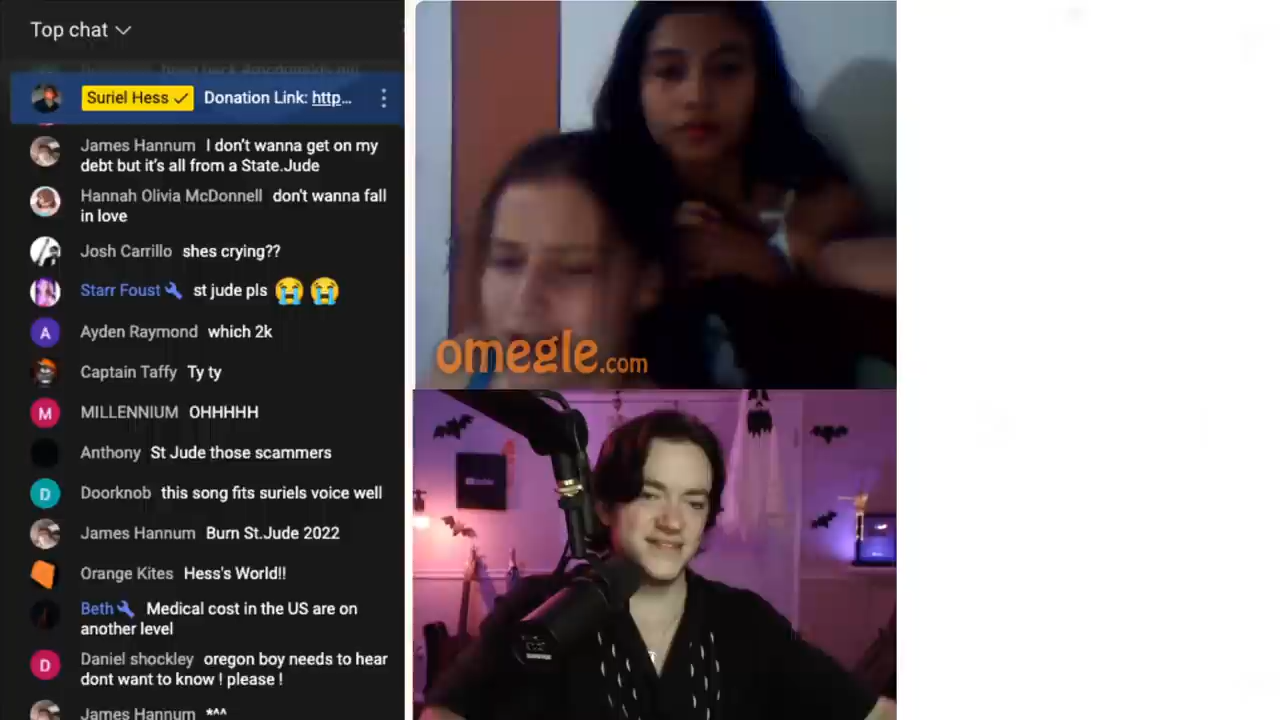 Top chat
Suriel Hess Donation Link: http...
James Hannum I don't wanna get on my
debt but it's all from a State.Jude
Hannah Olivia McDonnell don't wanna fall
in love
Josh Carrillo shes crying??
Starr Foust st jude pls 😭 😭
A Ayden Raymond which 2k
Captain Taffy Ty ty
M MILLENNIUM OHHHHH
Anthony St Jude those scammers
D Doorknob this song fits suriels voice well
James Hannum Burn St.Jude 2022
Orange Kites Hess's World!!
Beth Medical cost in the US are on
another level
D Daniel shockley oregon boy needs to hear
dont want to know ! please !
James Hannum *^^
omegle.com